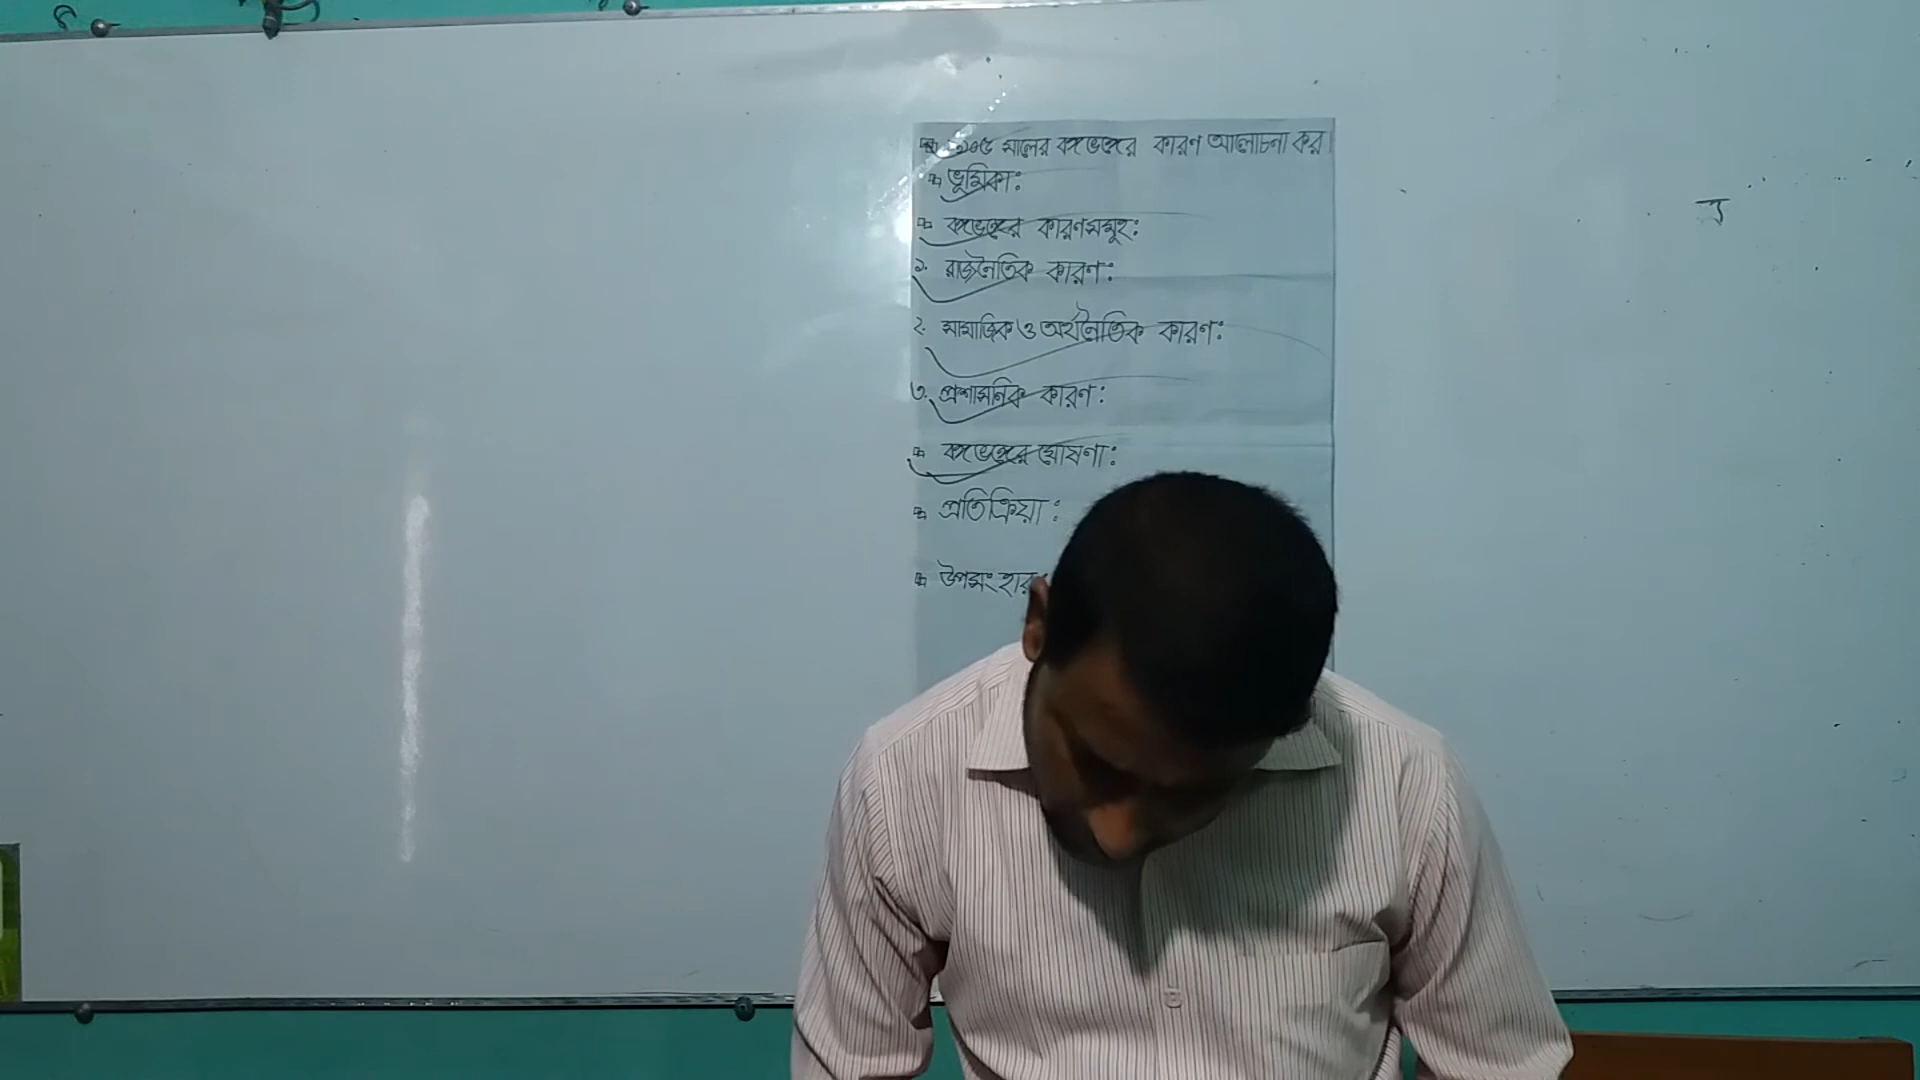 ১৯০৫ সালের বঙ্গভঙ্গের কারণ আলোচনা কর।
ভূমিকা:
বঙ্গভঙ্গের কারণসমূহ:
১. রাজনৈতিক কারণ:
২. সামাজিক ও অর্থনৈতিক কারণ:
৩. প্রশাসনিক কারণ:
বঙ্গভঙ্গের ঘোষণা:
প্রতিক্রিয়া:
উপসংহার: